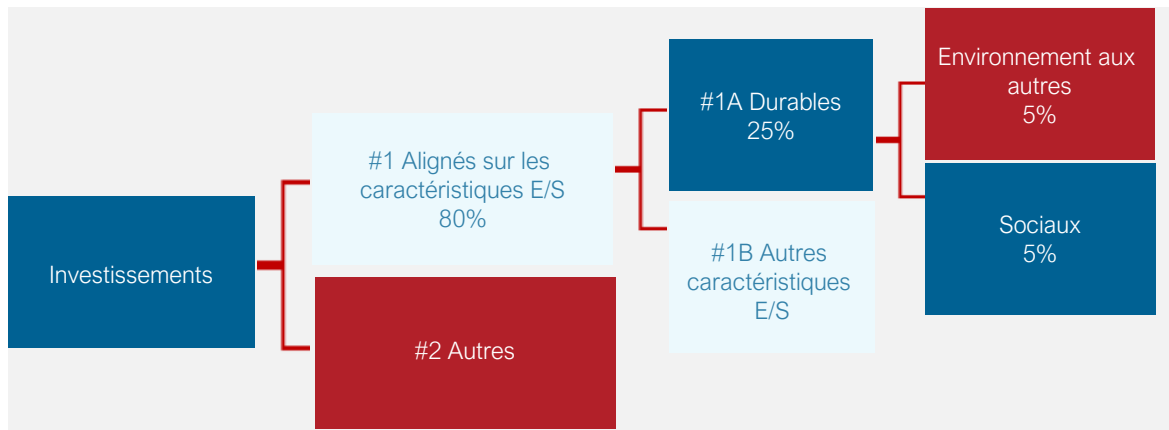 Investissements
#1 Alignés sur les
caractéristiques E/S
80%
#2 Autres
#1A Durables
25%
#1B Autres
caractéristiques
E/S
Environnement aux
autres
5%
Sociaux
5%